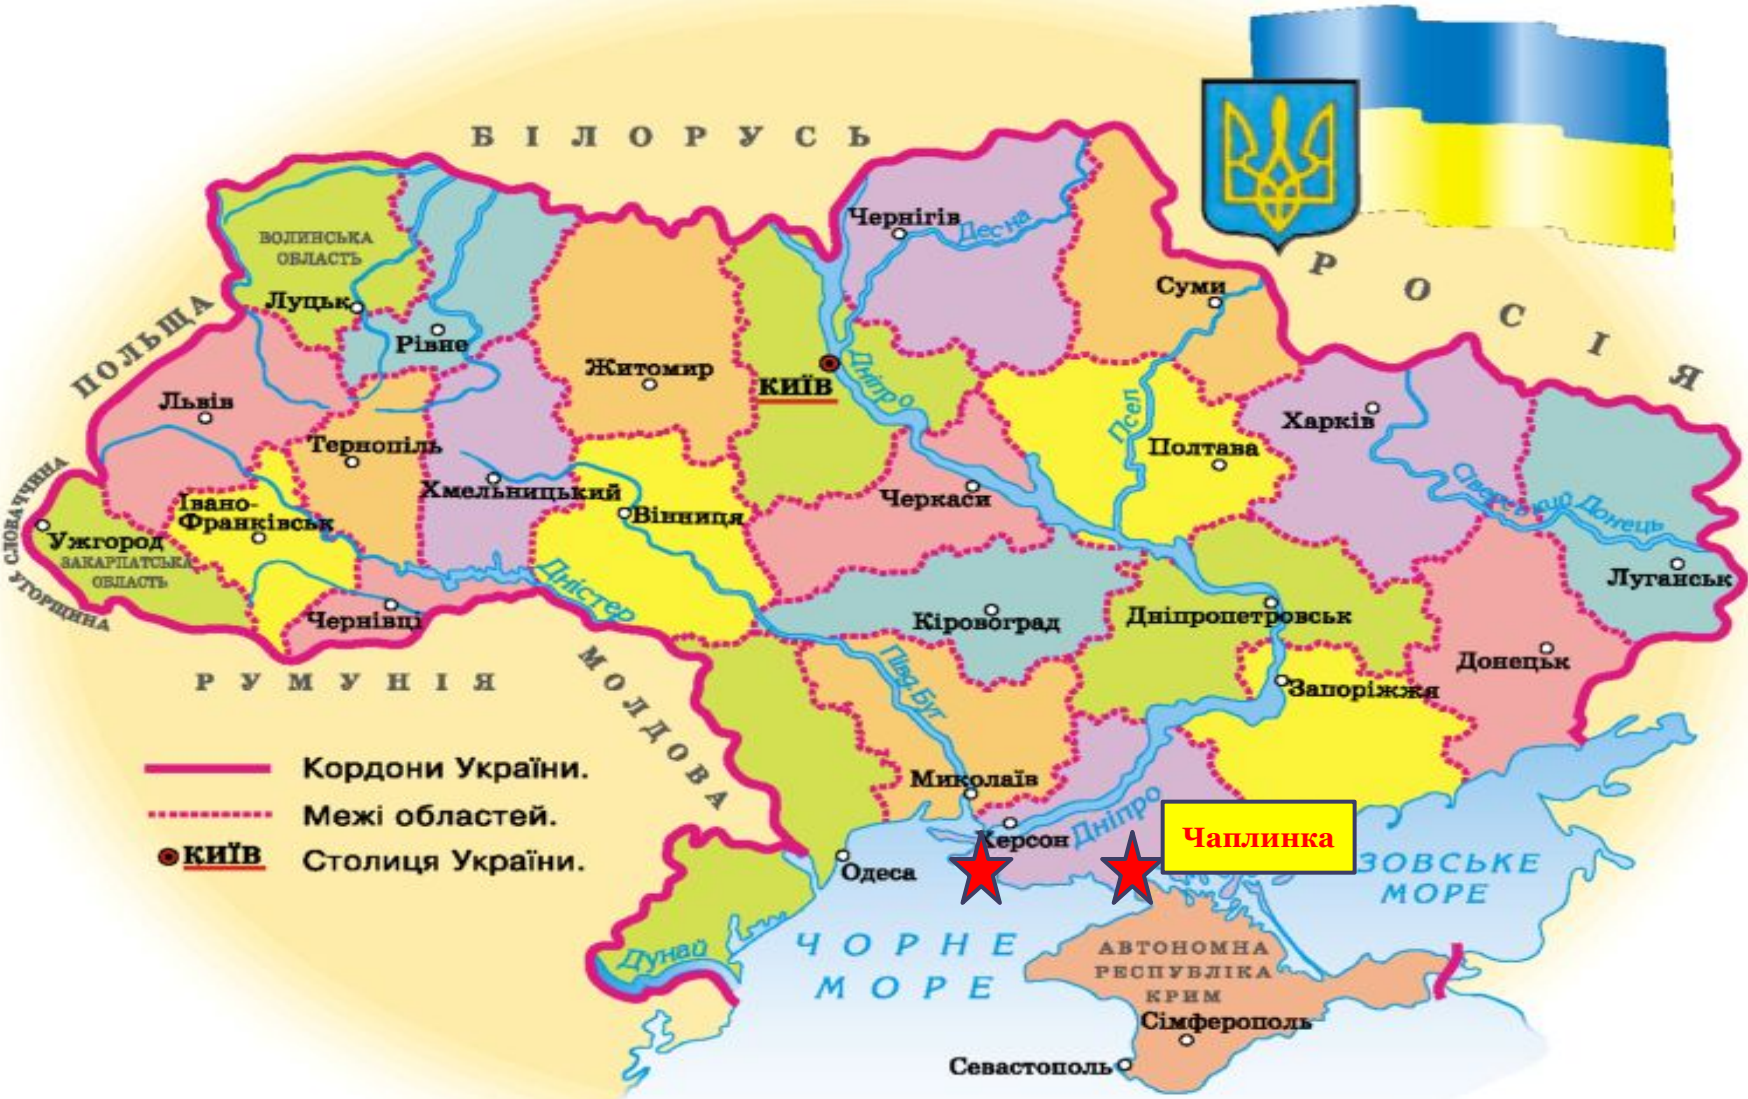 БІЛОРУСЬ
Чернігів
Десна
РОСІЯ
ВОЛИНСЬКА
ОБЛАСТЬ
Луцьк
Рівне
Суми
ПОЛЬЩА
Житомир
КИЇВ
Дніпро
Львів
Псел
Харків
Тернопіль
Полтава
Хмельницький
Черкаси
Сіверський Донець
СЛОВАЧЧИНА
Івано-
Франківськ
Вінниця
Ужгород
ЗАКАРПАТСЬКА
ОБЛАСТЬ
УГОРЩИНА
Луганськ
Дністер
Чернівці
Кіровоград
Дніпропетровськ
Донецьк
РУМУНІЯ
МОЛДОВА
Півд.Буг
Запоріжжя
Кордони України.
Межі областей.
КИЇВ Столиця України.
Миколаїв
Херсон
Дніпро
Чаплинка
Одеса
ЗОВСЬКЕ
МОРЕ
ЧОРНЕ
МОРЕ
Дунай
АВТОНОМНА
РЕСПУБЛІКА
КРИМ
Сімферополь
Севастополь